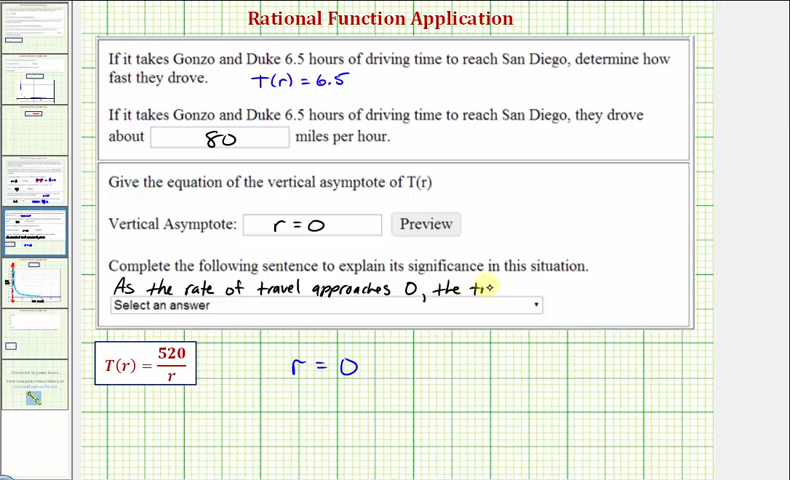 Rational Function Application
If it takes Gonzo and Duke 6.5 hours of driving time to reach San Diego, determine how
fast they drove. T(r) = 6.5
If it takes Gonzo and Duke 6.5 hours of driving time to reach San Diego, they drove
about 80 miles per hour.
Give the equation of the vertical asymptote of T(r)
Vertical Asymptote: r = 0 Preview
Complete the following sentence to explain its significance in this situation.
As the rate of travel approaches 0, the
Select an answer
T(r) = 520/r r = 0